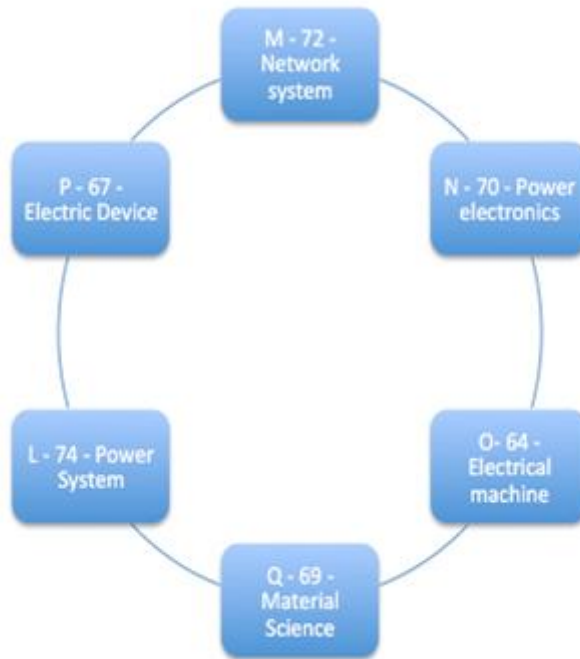 M - 72 -
Network
system
P - 67 -
Electric Device
N - 70 - Power
electronics
L - 74 - Power
System
O- 64 -
Electrical
machine
Q - 69 -
Material
Science